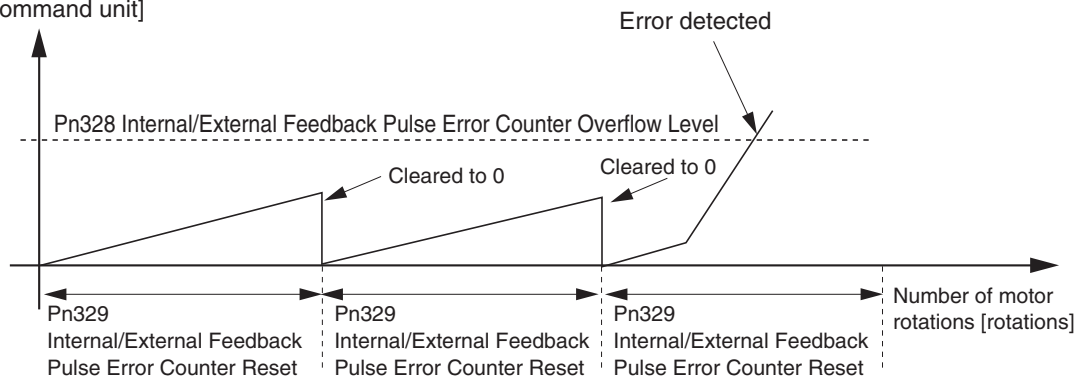 ommand unit]
Error detected
Pn328 Internal/External Feedback Pulse Error Counter Overflow Level
Cleared to 0
Cleared to 0
Pn329
Internal/External Feedback
Pulse Error Counter Reset
Pn329
Internal/External Feedback
Pulse Error Counter Reset
Pn329
Internal/External Feedback
Pulse Error Counter Reset
Number of motor
rotations [rotations]